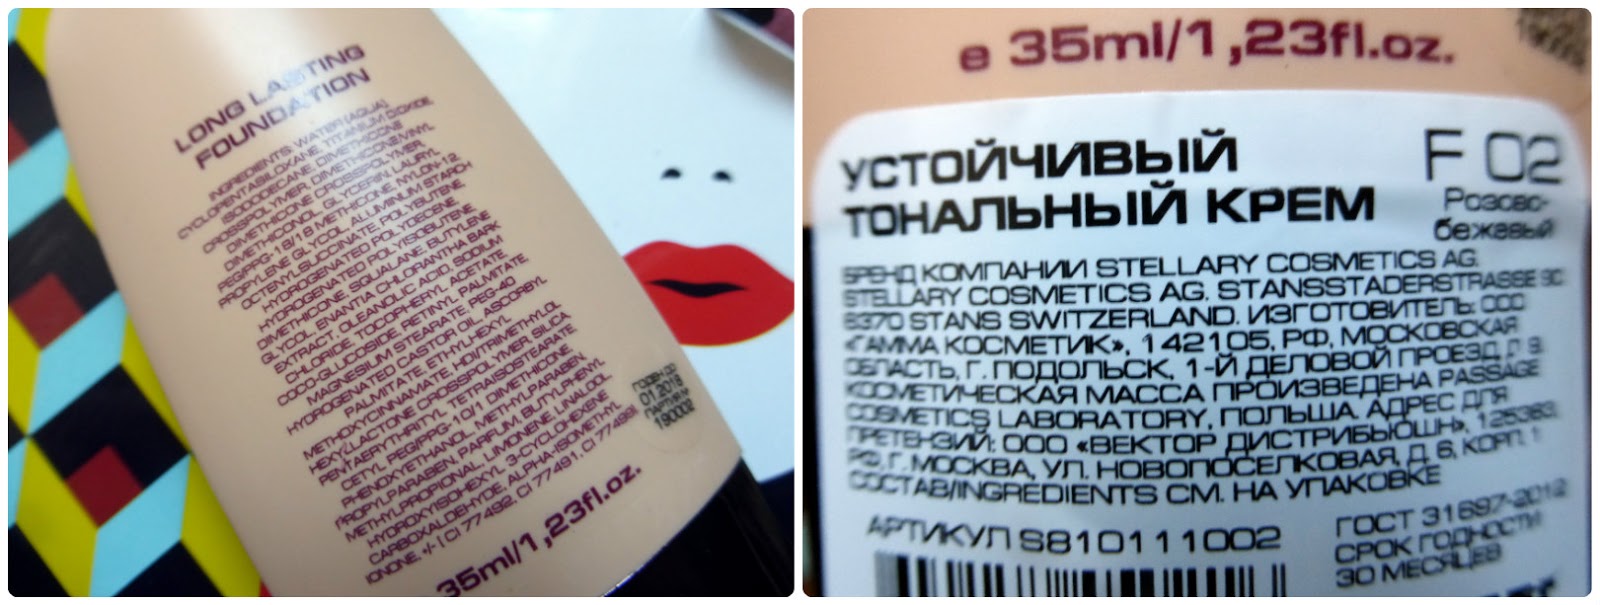 LONG LASTING
FOUNDATION
INGREDIENTS: WATER (AQUA),
CYCLOPENTASILOXANE, TITANIUM DIOXIDE,
ISODODECANE, DIMETHICONE
CROSSPOLYMER, DIMETHICONE/VINYL
DIMETHICONE CROSSPOLYMER,
DIMETHICONOL, GLYCERIN, LAURYL
PEG/PPG-18/18 METHICONE, NYLON-12,
PROPYLENE GLYCOL, ALUMINUM STARCH
OCTENYLSUCCINATE, POLYBUTENE,
HYDROGENATED POLYDECENE,
HYDROGENATED POLYISOBUTENE,
DIMETHICONE, SQUALANE, BUTYLENE
GLYCOL, ENANTIA CHLORANTHA BARK
EXTRACT, OLEANOLIC ACID, SODIUM
CHLORIDE, TOCOPHERYL ACETATE,
COCO-GLUCOSIDE, RETINYL PALMITATE,
MAGNESIUM STEARATE, PEG-40
HYDROGENATED CASTOR OIL, ASCORBYL
PALMITATE, ETHYLHEXYL
METHOXYCINNAMATE, HDI/TRIMETHYLOL
HEXYLLACTONE CROSSPOLYMER, SILICA
PENTAERYTHRITYL TETRAISOSTEARATE
CETYL PEG/PPG-10/1 DIMETHICONE,
PHENOXYETHANOL, METHYLPARABEN,
PROPYLPARABEN, PARFUM, BUTYLPHENYL
METHYLPROPIONAL, LIMONENE, LINALOOL
HYDROXYISOHEXYL 3-CYCLOHEXENE
CARBOXALDEHYDE, ALPHA-ISOMETHYL
IONONE, +/- ( CI 77492, CI 77491, CI 77499)
35ml/1,23fl.oz.
ГОДЕН ДО
01.2018
ПАРТИЯ №
190002
e 35ml/1,23fl.oz.
УСТОЙЧИВЫЙ
ТОНАЛЬНЫЙ КРЕМ
F 02
Розово-
бежевый
БРЕНД КОМПАНИИ STELLARY COSMETICS AG.
STELLARY COSMETICS AG. STANSSTADERSTRASSE 90
6370 STANS SWITZERLAND. ИЗГОТОВИТЕЛЬ: ООО
«ГАММА КОСМЕТИК», 142105, РФ, МОСКОВСКАЯ
ОБЛАСТЬ, Г. ПОДОЛЬСК, 1-Й ДЕЛОВОЙ ПРОЕЗД,
КОСМЕТИЧЕСКАЯ МАССА ПРОИЗВЕДЕНА PASSAGE
COSMETICS LABORATORY, ПОЛЬША. АДРЕС ДЛЯ
ПРЕТЕНЗИЙ: ООО «ВЕКТОР ДИСТРИБЬЮШН», 125363,
РФ, Г. МОСКВА, УЛ. НОВОПОСЕЛКОВАЯ, Д. 6, КОРП. 1
СОСТАВ/INGREDIENTS СМ. НА УПАКОВКЕ
АРТИКУЛ S810111002
ГОСТ 31697-2012
СРОК ГОДНОСТИ
30 МЕСЯЦЕВ